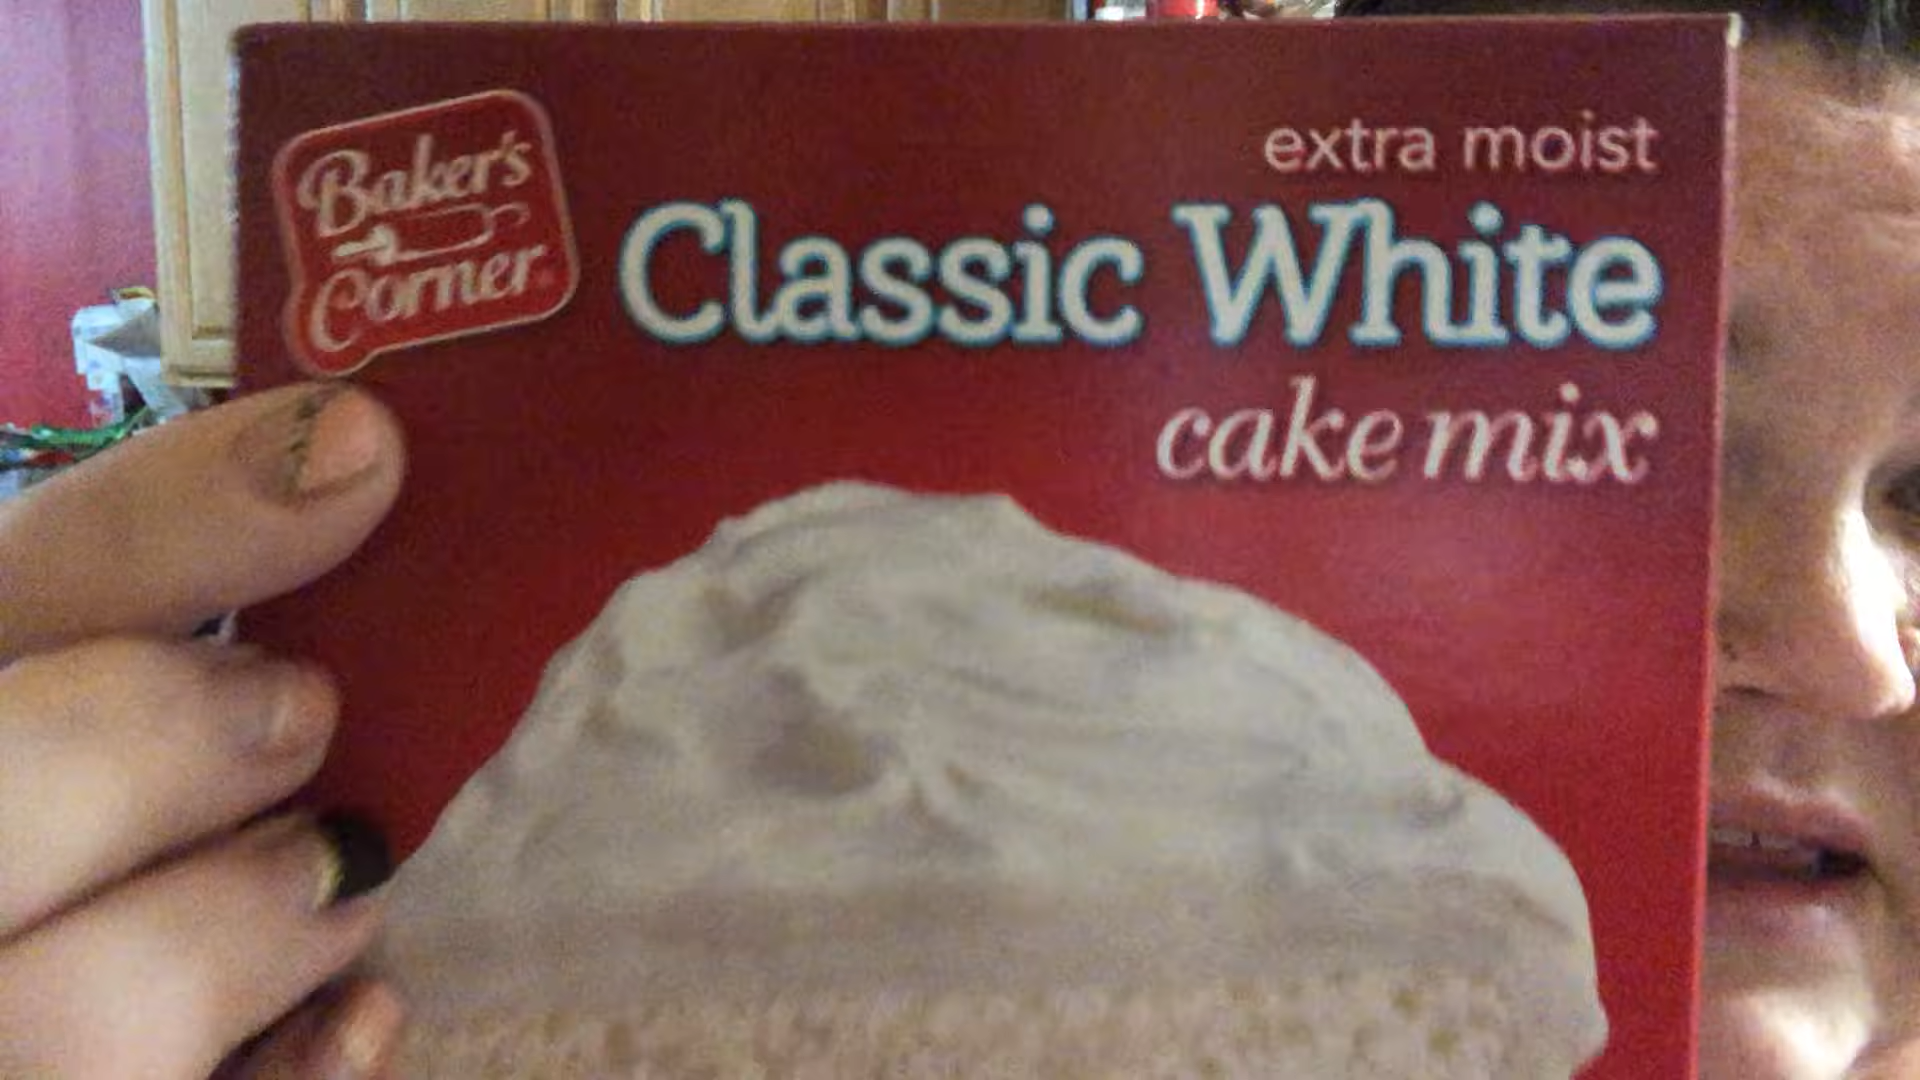 Baker's
Corner
extra moist
Classic White
cake mix